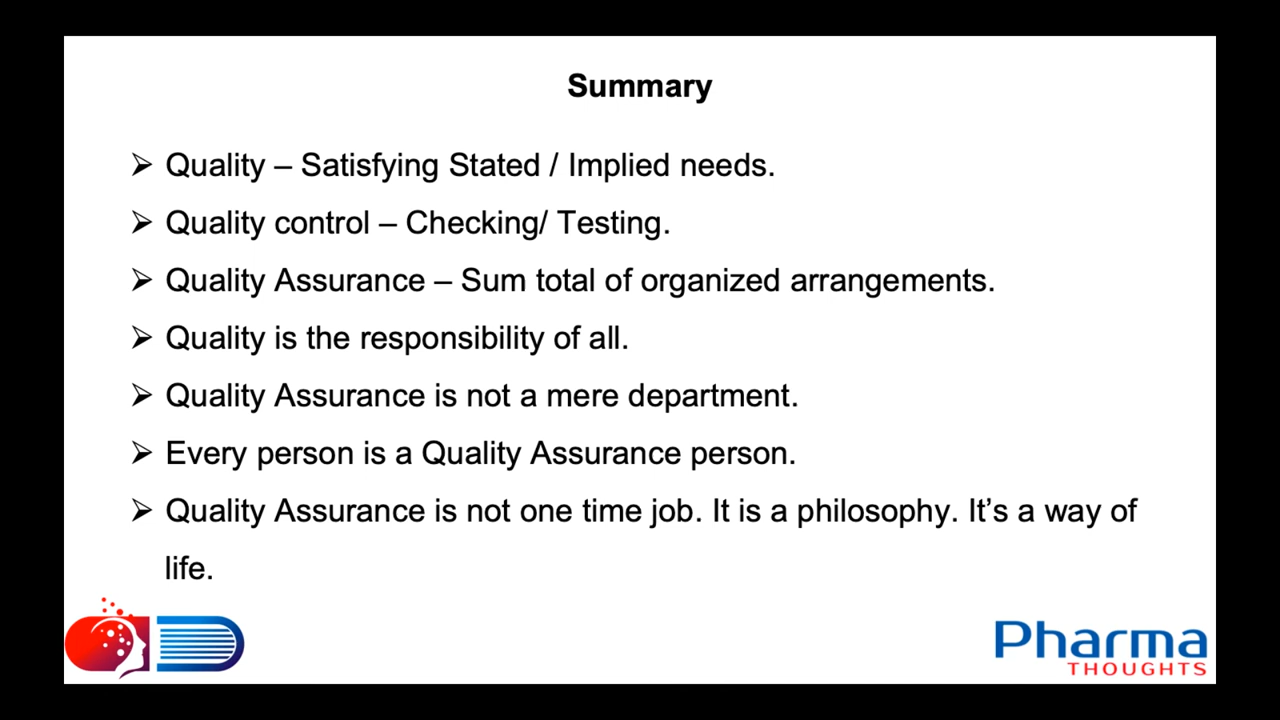 Summary
➢ Quality – Satisfying Stated / Implied needs.
➢ Quality control – Checking/ Testing.
➢ Quality Assurance – Sum total of organized arrangements.
➢ Quality is the responsibility of all.
➢ Quality Assurance is not a mere department.
➢ Every person is a Quality Assurance person.
➢ Quality Assurance is not one time job. It is a philosophy. It’s a way of
life.
Pharma
THOUGHTS